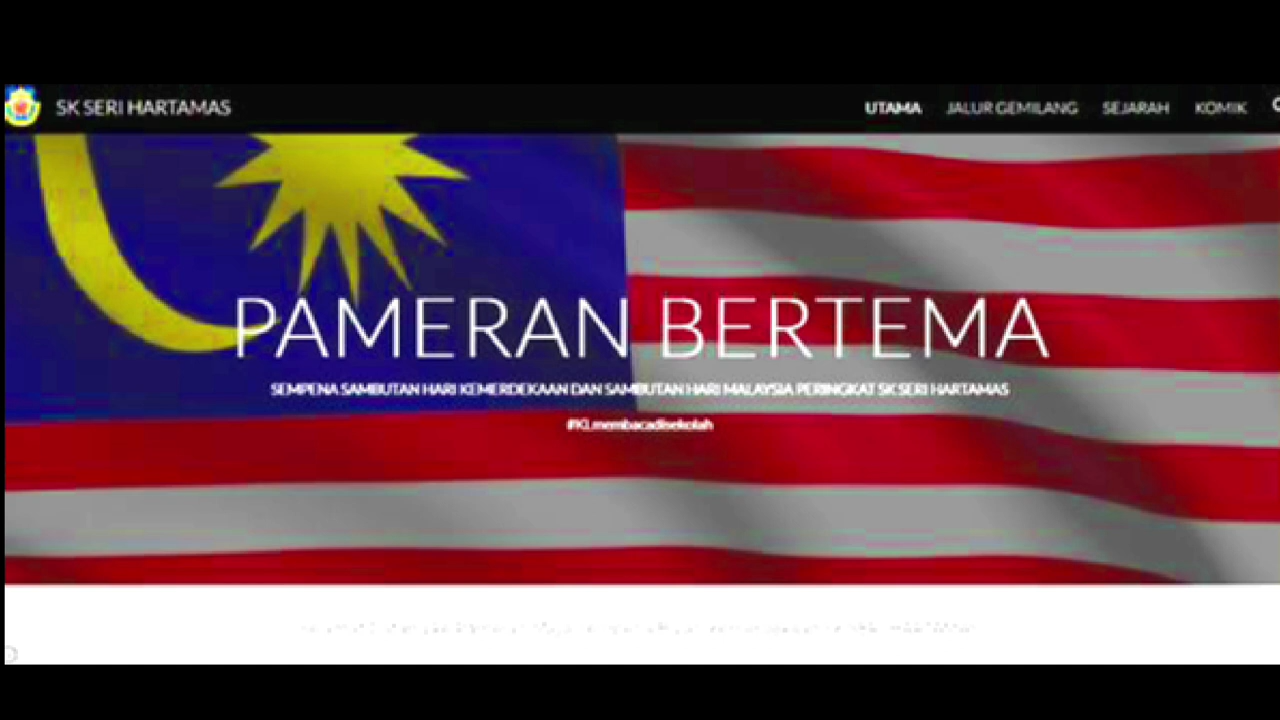 SK SERI HARTAMAS
UTAMA JALUR GEMILANG SEJARAH KOMIK
PAMERAN BERTEMA
SEMPENA SAMBUTAN HARI KEMERDEKAAN DAN SAMBUTAN HARI MALAYSIA PERINGKAT SK SERI HARTAMAS
#KLmembacadisekolah